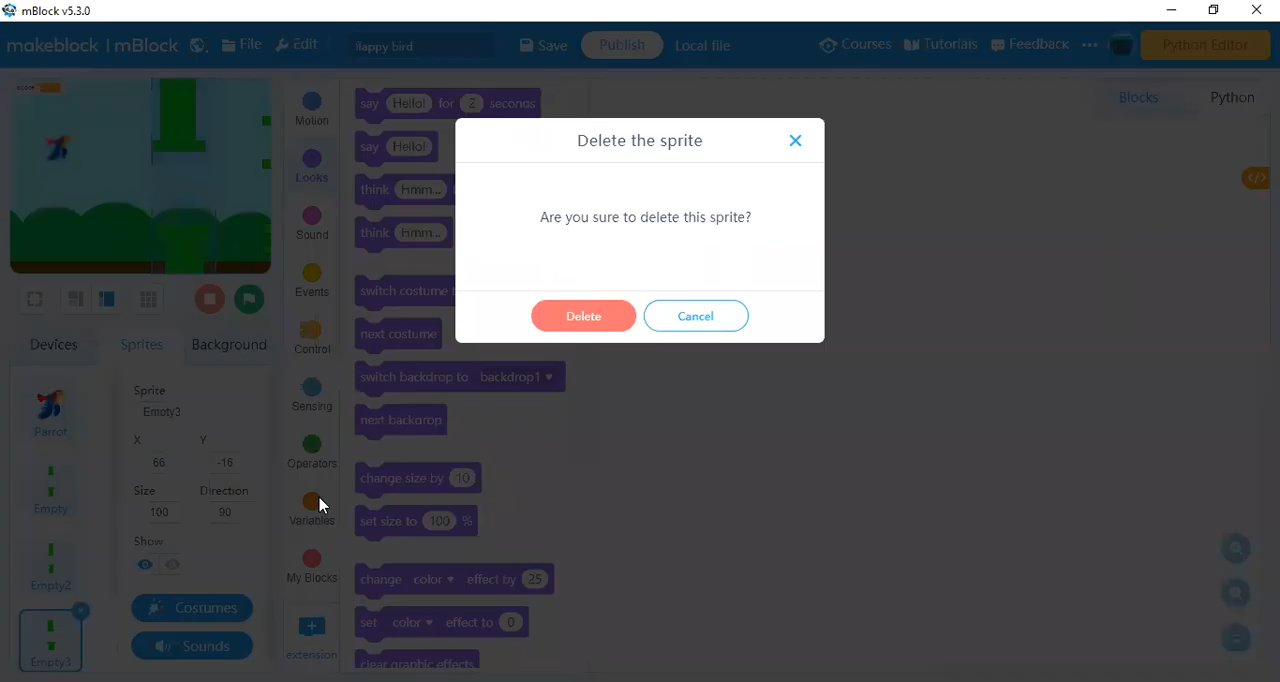 mBlock v5.3.0
makeblock | mBlock File Edit flappy bird Save Publish Local file Courses Tutorials Feedback ••• Python Editor
score
Motion
Looks
Sound
Events
Control
Sensing
Operators
Variables
My Blocks
extension
say Hello! for 2 seconds
say Hello!
think Hmm...
think Hmm...
switch costume
next costume
switch backdrop to backdrop1
next backdrop
change size by 10
set size to 100 %
change color effect by 25
set color effect to 0
clear graphic effects
Blocks Python
</>
Delete the sprite
Are you sure to delete this sprite?
Delete Cancel
Devices Sprites Background
Parrot
Empty
Empty2
Empty3
Sprite
Empty3
X Y
66 -16
Size Direction
100 90
Show
Costumes
Sounds